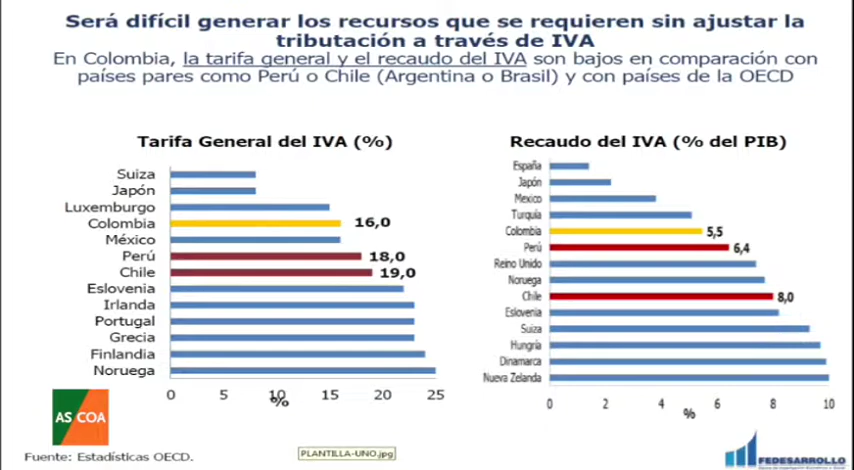 Será difícil generar los recursos que se requieren sin ajustar la
tributación a través de IVA
En Colombia, la tarifa general y el recaudo del IVA son bajos en comparación con
países pares como Perú o Chile (Argentina o Brasil) y con países de la OECD
Tarifa General del IVA (%)
Suiza
Japón
Luxemburgo
Colombia 16,0
México
Perú 18,0
Chile 19,0
Eslovenia
Irlanda
Portugal
Grecia
Finlandia
Noruega
0 5 10 15 20 25
%
Recaudo del IVA (% del PIB)
España
Japón
Mexico
Turquía
Colombia 5,5
Perú 6,4
Reino Unido
Noruega
Chile 8,0
Eslovenia
Suiza
Hungría
Dinamarca
Nueva Zelanda
0 2 4 6 8 10
%
AS COA
Fuente: Estadísticas OECD.
PLANTILLA-UNO.jpg
FEDESARROLLO